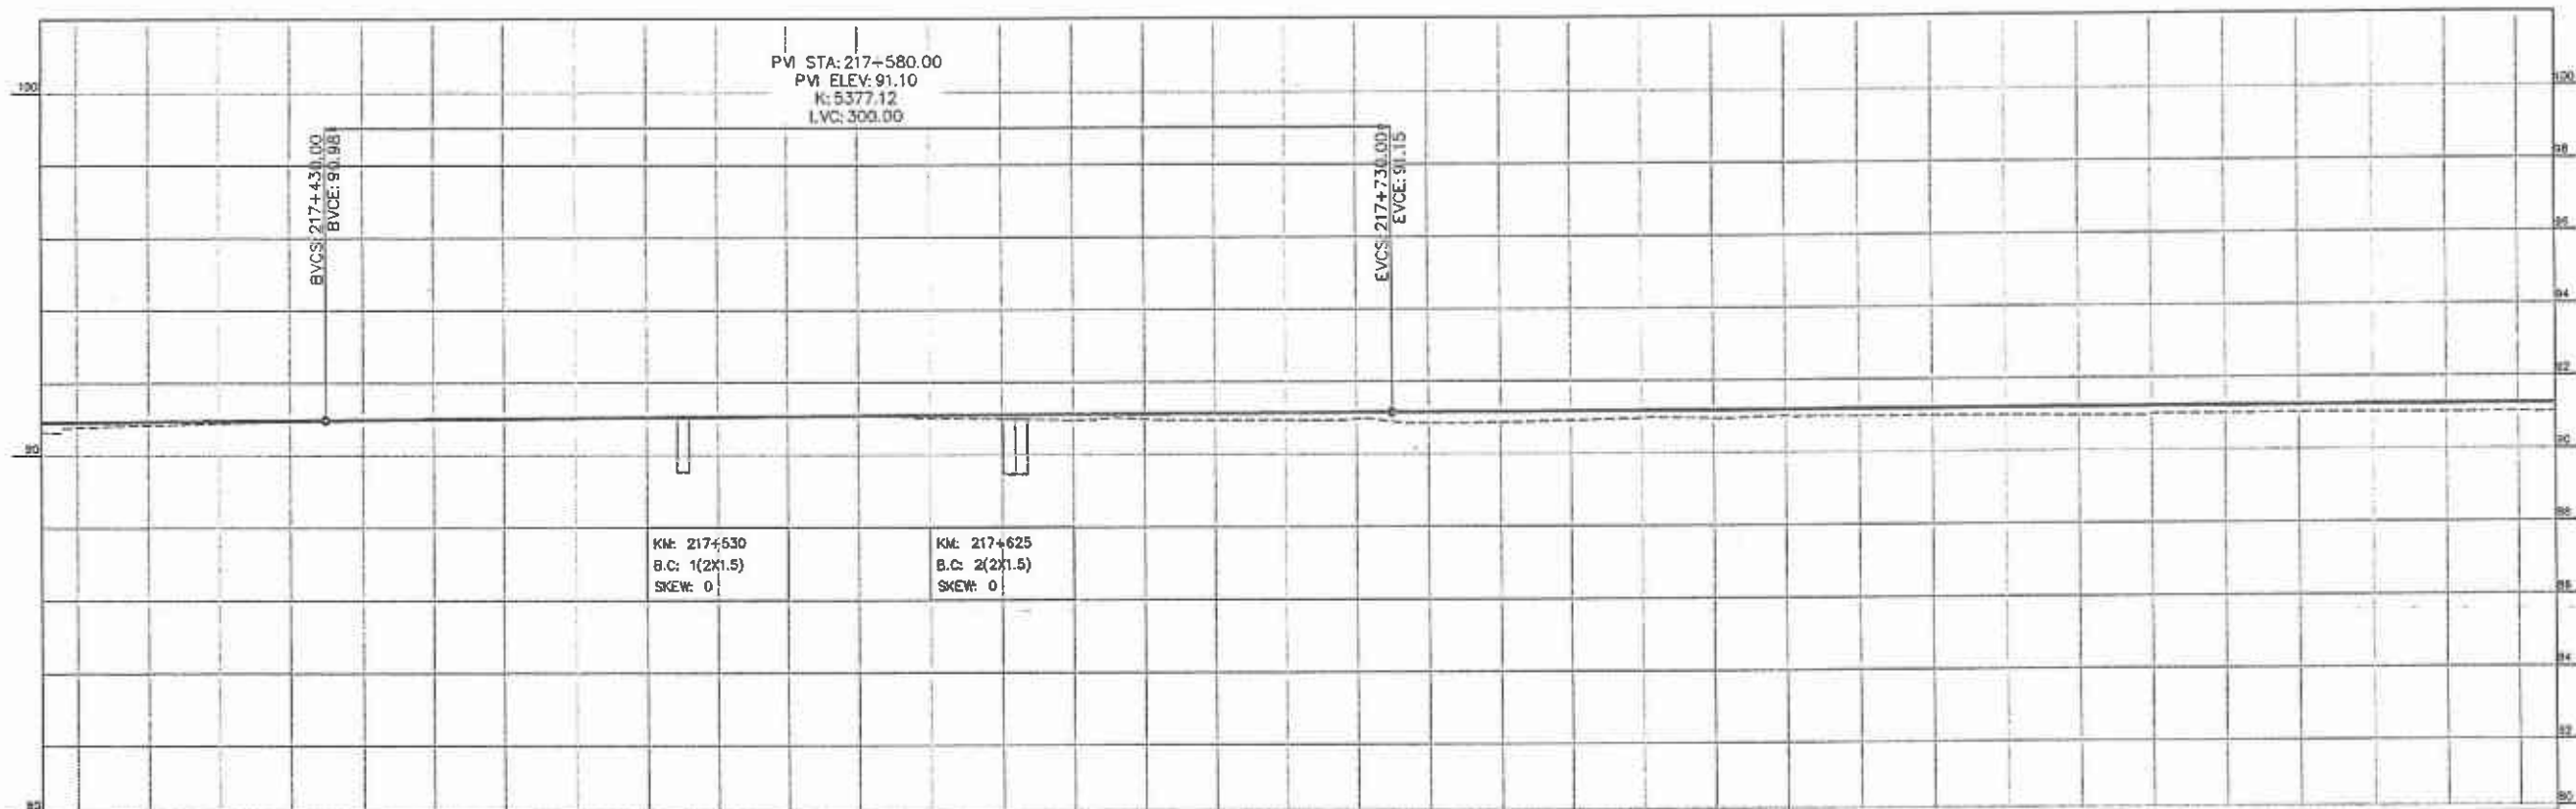 PVI STA: 217+580.00
PVI ELEV: 91.10
K: 5377.12
LVC: 300.00
BVCS: 217+430.00
BVCE: 90.98
EVCS: 217+730.00
EVCE: 91.15
100
90
80
100
98
96
94
92
90
88
86
84
82
80
KM: 217+530
B.C: 1(2X1.5)
SKEW: 0
KM: 217+625
B.C: 2(2X1.5)
SKEW: 0